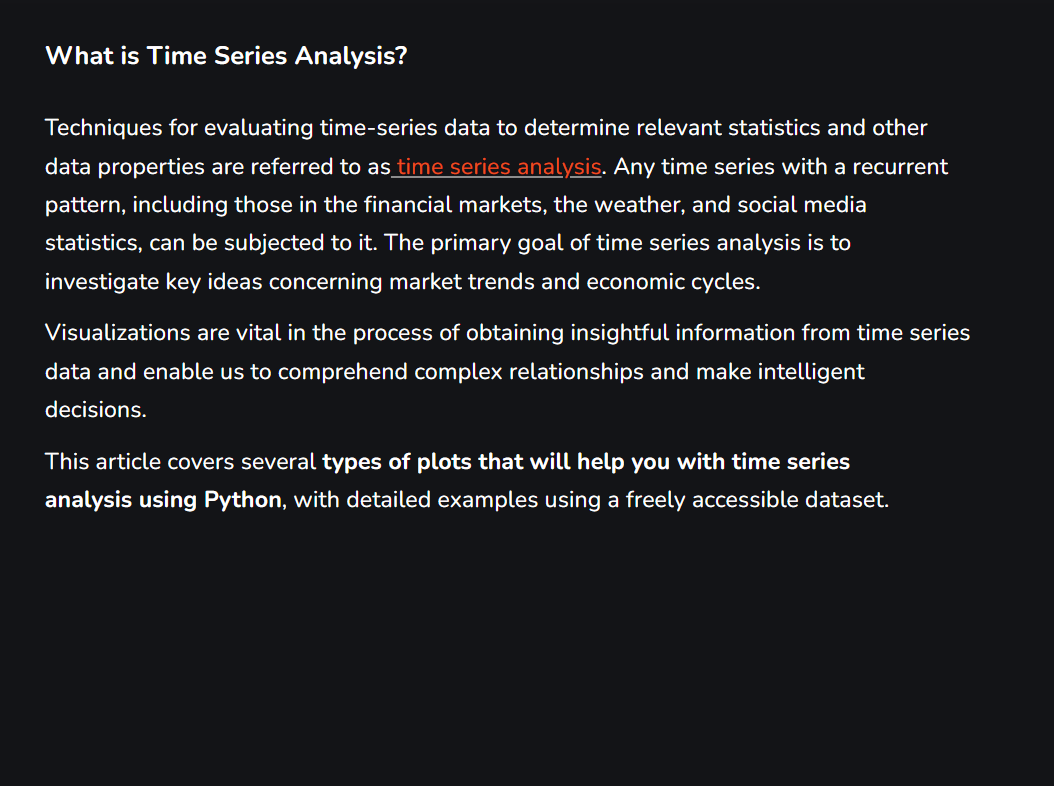 What is Time Series Analysis?
Techniques for evaluating time-series data to determine relevant statistics and other
data properties are referred to as time series analysis. Any time series with a recurrent
pattern, including those in the financial markets, the weather, and social media
statistics, can be subjected to it. The primary goal of time series analysis is to
investigate key ideas concerning market trends and economic cycles.
Visualizations are vital in the process of obtaining insightful information from time series
data and enable us to comprehend complex relationships and make intelligent
decisions.
This article covers several types of plots that will help you with time series
analysis using Python, with detailed examples using a freely accessible dataset.